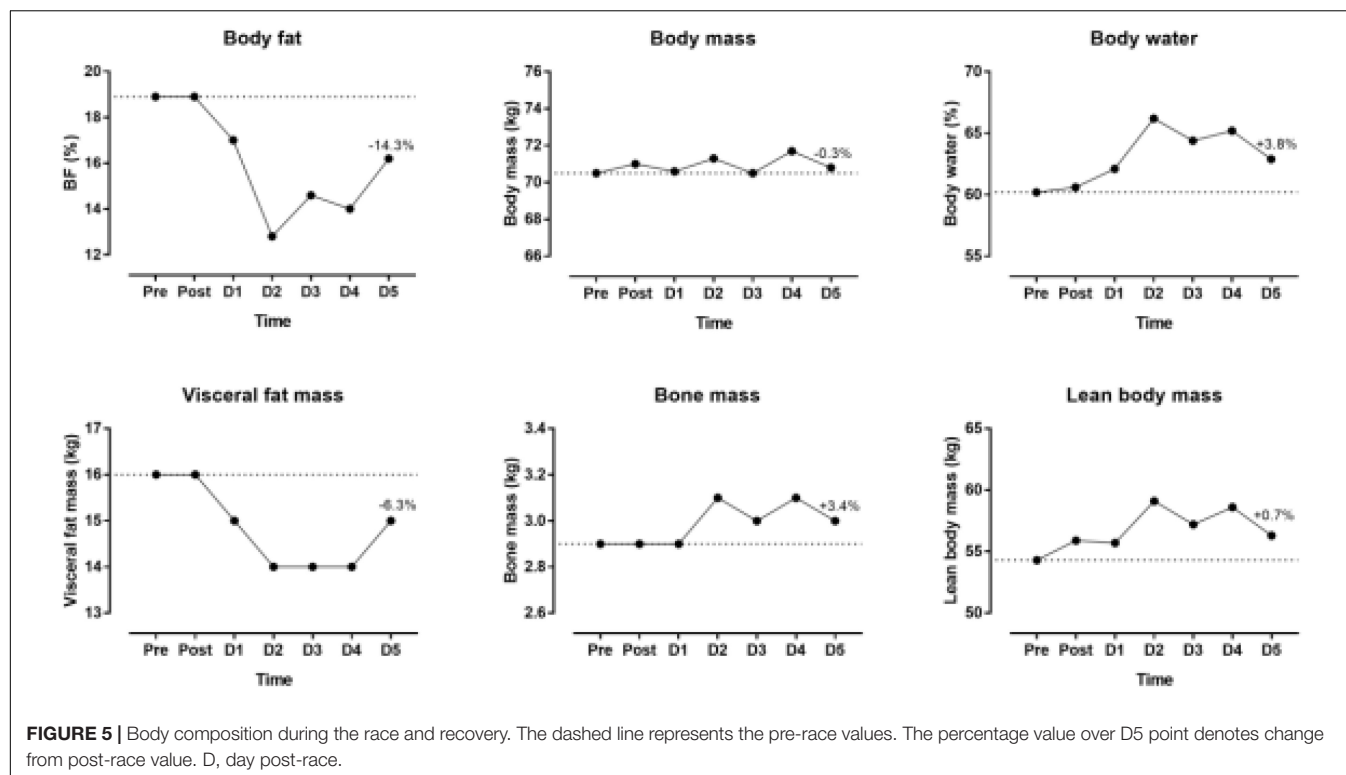 Body fat
20
18
16
14
12
BF (%)
-14.3%
Pre Post D1 D2 D3 D4 D5
Time
Body mass
76
74
72
70
68
66
Body mass (kg)
-0.3%
Pre Post D1 D2 D3 D4 D5
Time
Body water
70
65
60
55
Body water (%)
+3.8%
Pre Post D1 D2 D3 D4 D5
Time
Visceral fat mass
17
16
15
14
13
Visceral fat mass (kg)
-6.3%
Pre Post D1 D2 D3 D4 D5
Time
Bone mass
3.4
3.2
3.0
2.8
2.6
Bone mass (kg)
+3.4%
Pre Post D1 D2 D3 D4 D5
Time
Lean body mass
65
60
55
50
Lean body mass (kg)
+0.7%
Pre Post D1 D2 D3 D4 D5
Time
FIGURE 5 | Body composition during the race and recovery. The dashed line represents the pre-race values. The percentage value over D5 point denotes change
from post-race value. D, day post-race.